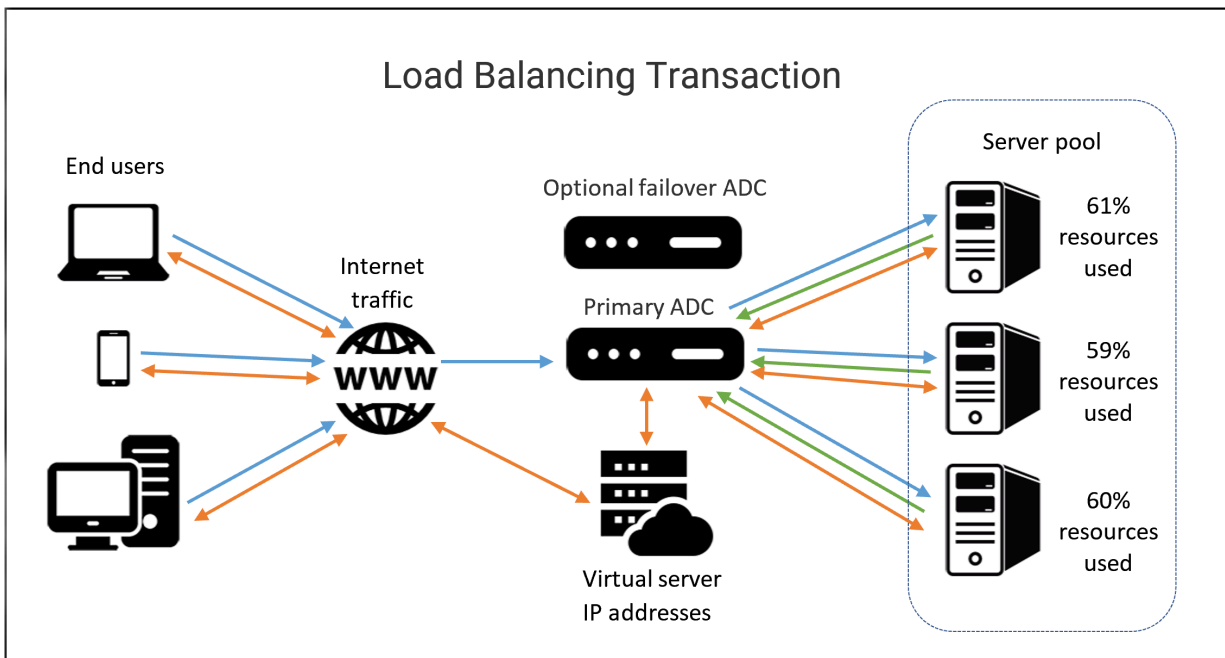 Load Balancing Transaction
End users
Internet
traffic
WWW
Optional failover ADC
Primary ADC
Virtual server
IP addresses
Server pool
61%
resources
used
59%
resources
used
60%
resources
used